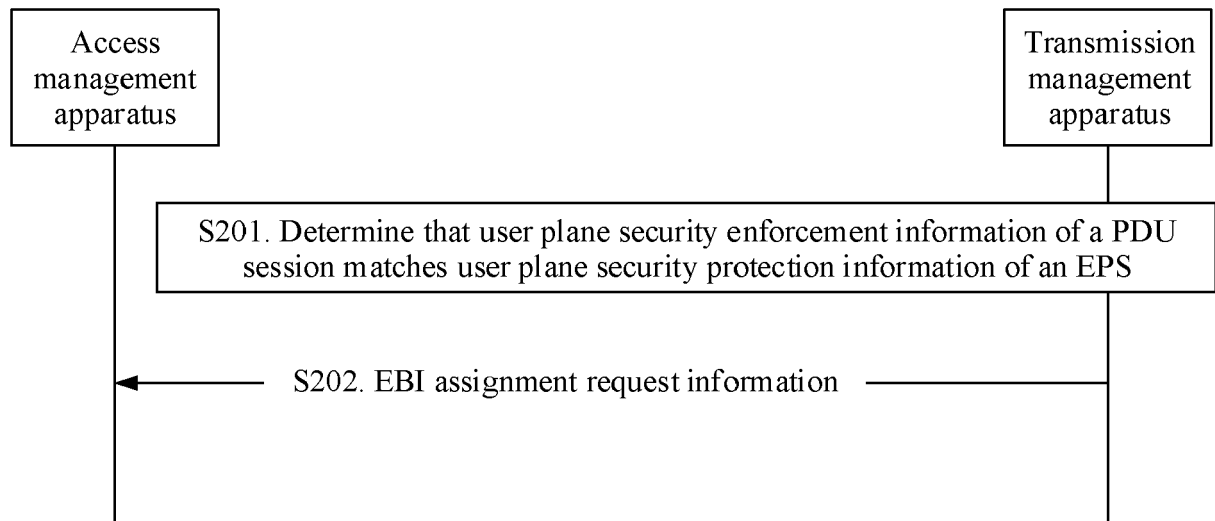 Access
management
apparatus
Transmission
management
apparatus
S201. Determine that user plane security enforcement information of a PDU
session matches user plane security protection information of an EPS
S202. EBI assignment request information